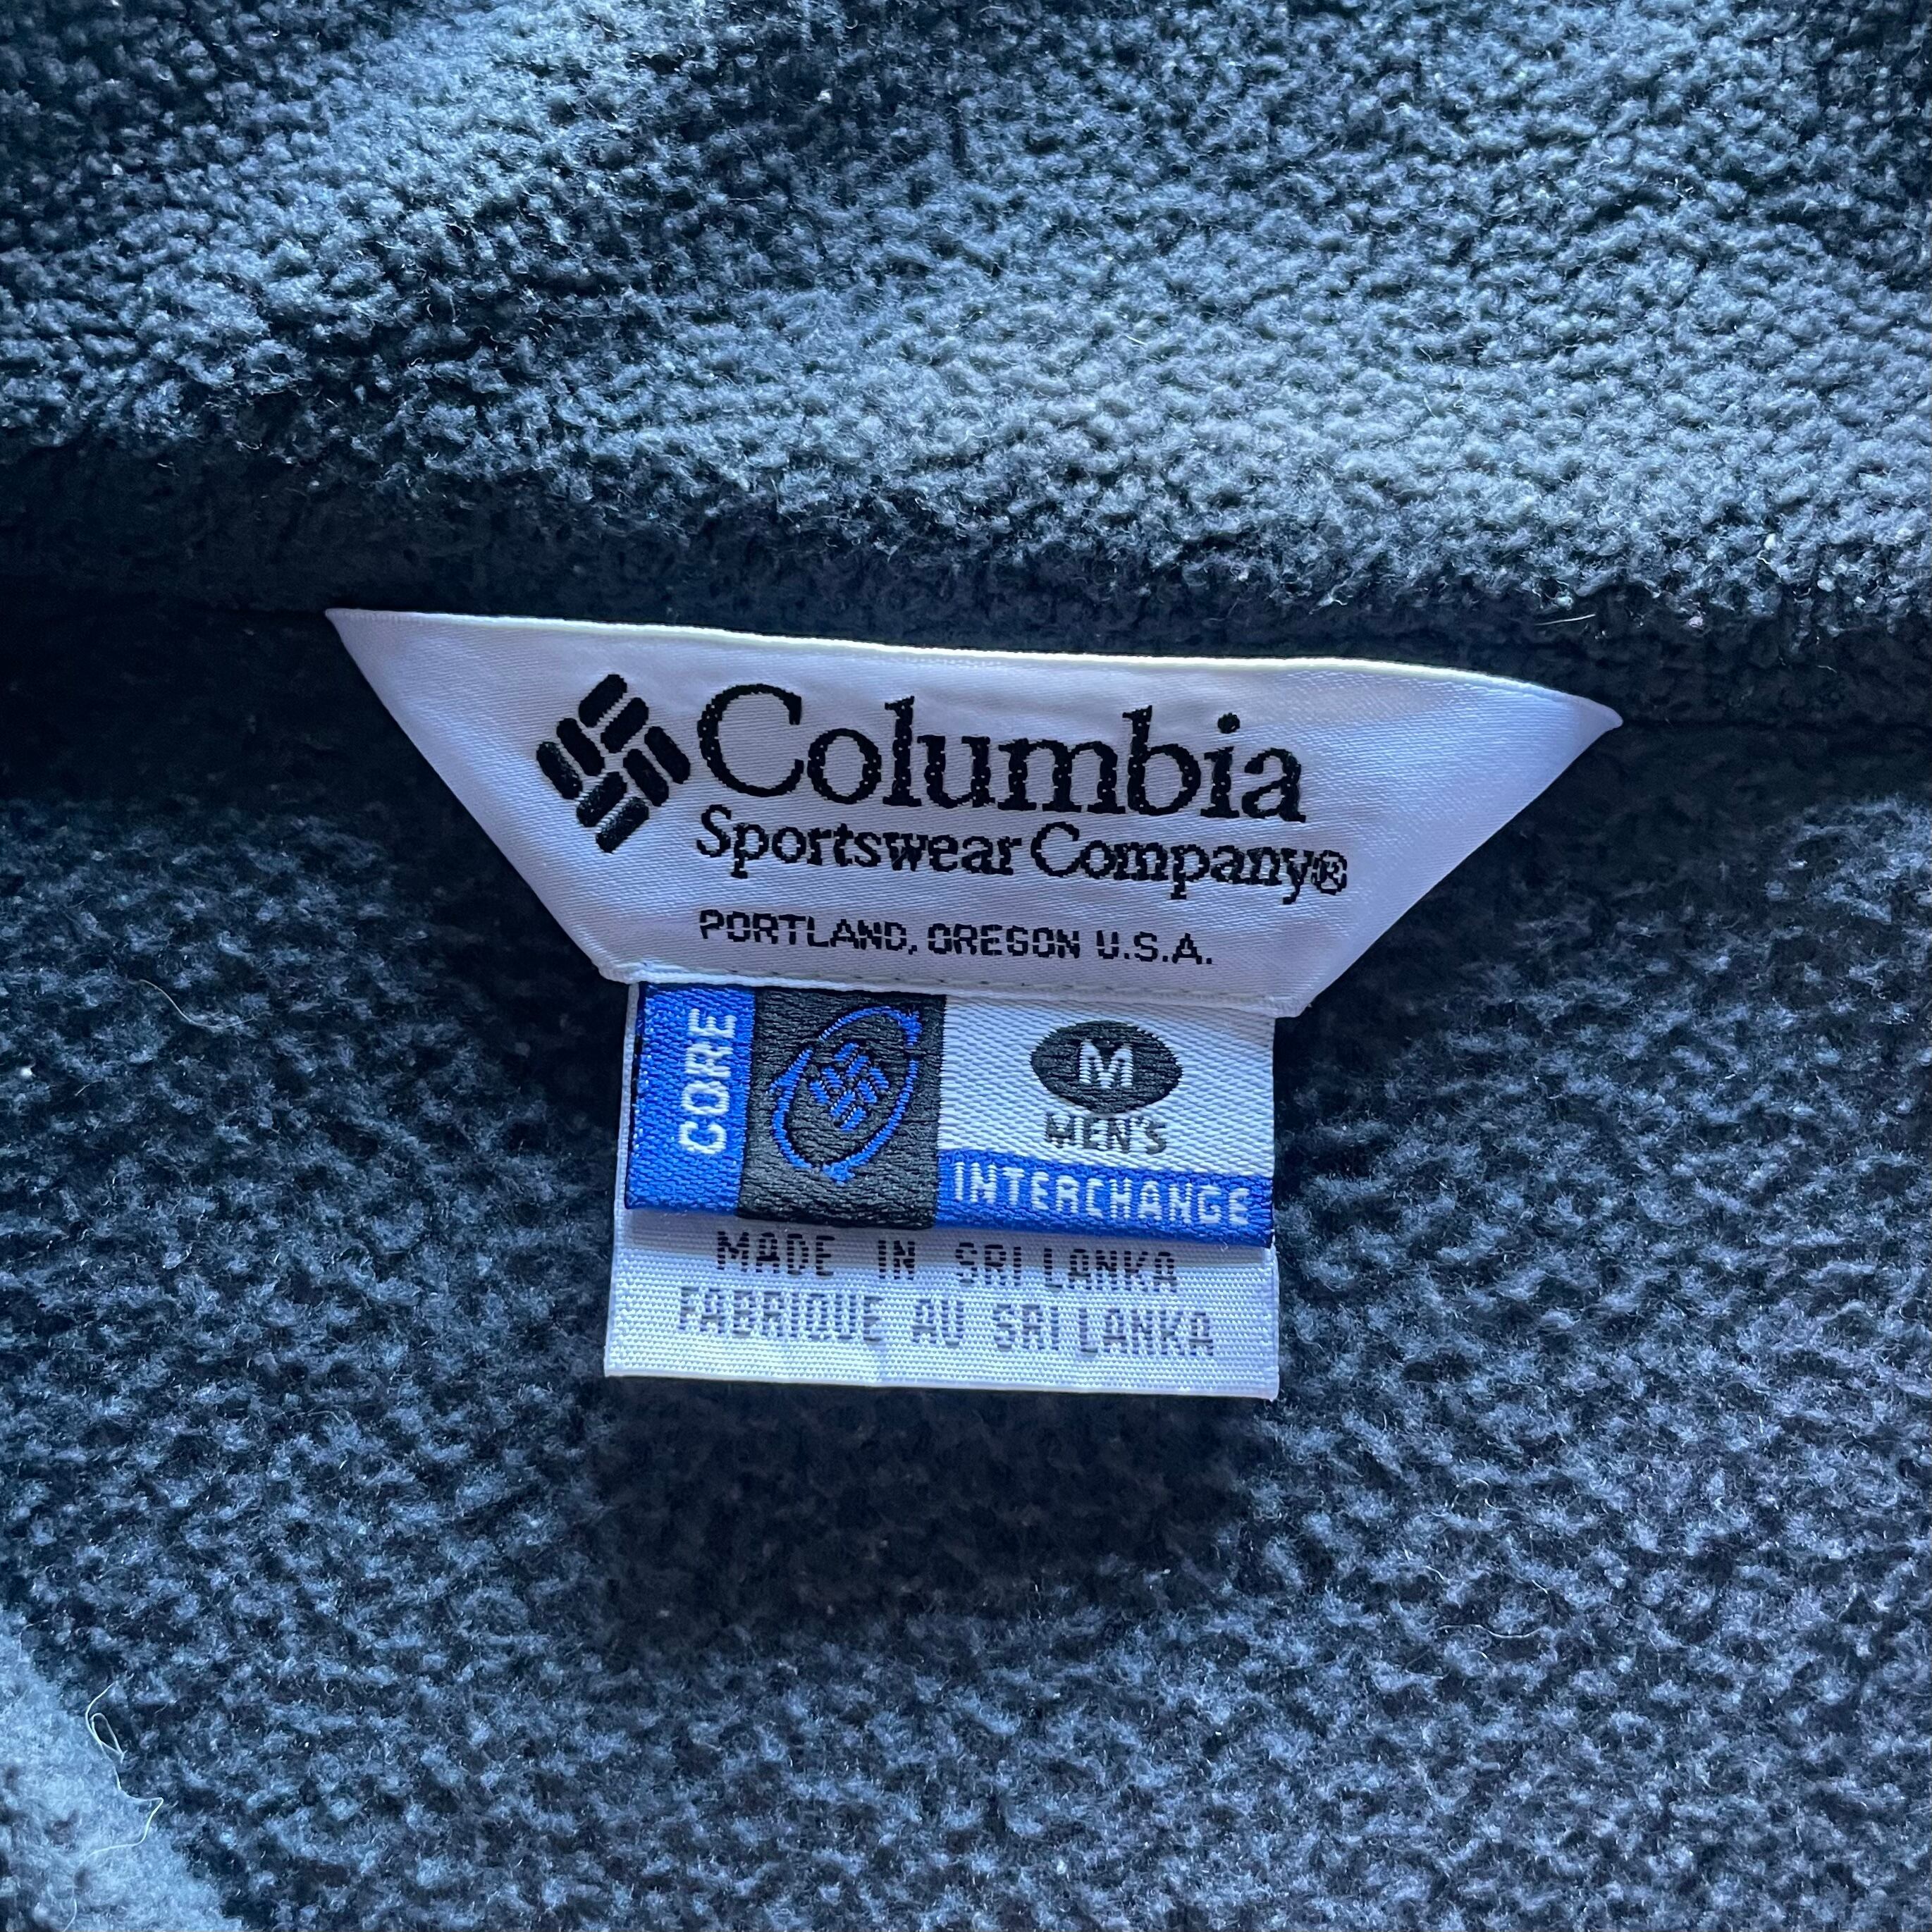 Columbia
Sportswear Company®
PORTLAND, OREGON U.S.A.
CORE
M
MEN'S
INTERCHANGE
MADE IN SRI LANKA
FABRIQUE AU SRI LANKA